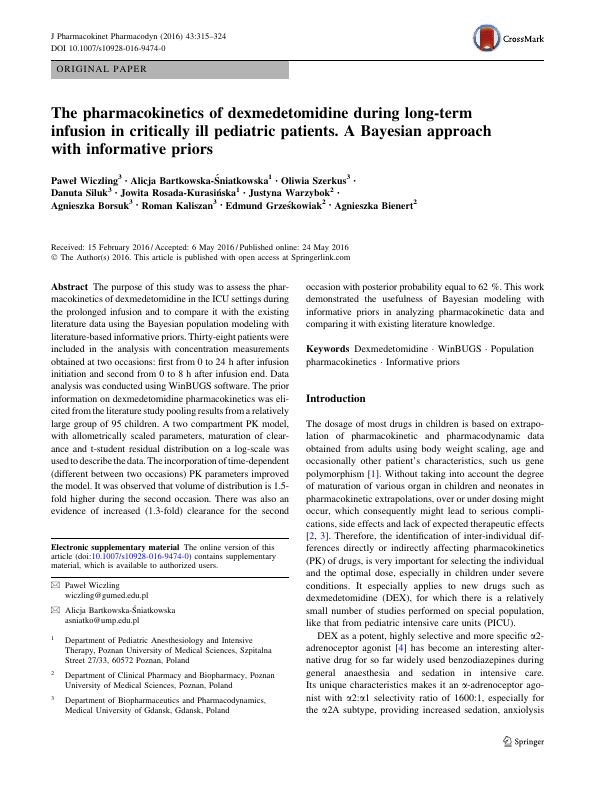 J Pharmacokinet Pharmacodyn (2016) 43:315–324
DOI 10.1007/s10928-016-9474-0
CrossMark
ORIGINAL PAPER
The pharmacokinetics of dexmedetomidine during long-term
infusion in critically ill pediatric patients. A Bayesian approach
with informative priors
Paweł Wiczling³ · Alicja Bartkowska-Śniatkowska¹ · Oliwia Szerkus³ ·
Danuta Siluk³ · Jowita Rosada-Kurasińska¹ · Justyna Warzybok² ·
Agnieszka Borsuk³ · Roman Kaliszan³ · Edmund Grześkowiak² · Agnieszka Bienert²
Received: 15 February 2016 / Accepted: 6 May 2016 / Published online: 24 May 2016
© The Author(s) 2016. This article is published with open access at Springerlink.com
Abstract The purpose of this study was to assess the phar-
macokinetics of dexmedetomidine in the ICU settings during
the prolonged infusion and to compare it with the existing
literature data using the Bayesian population modeling with
literature-based informative priors. Thirty-eight patients were
included in the analysis with concentration measurements
obtained at two occasions: first from 0 to 24 h after infusion
initiation and second from 0 to 8 h after infusion end. Data
analysis was conducted using WinBUGS software. The prior
information on dexmedetomidine pharmacokinetics was eli-
cited from the literature study pooling results from a relatively
large group of 95 children. A two compartment PK model,
with allometrically scaled parameters, maturation of clear-
ance and t-student residual distribution on a log-scale was
used to describe the data. The incorporation of time-dependent
(different between two occasions) PK parameters improved
the model. It was observed that volume of distribution is 1.5-
fold higher during the second occasion. There was also an
evidence of increased (1.3-fold) clearance for the second
occasion with posterior probability equal to 62 %. This work
demonstrated the usefulness of Bayesian modeling with
informative priors in analyzing pharmacokinetic data and
comparing it with existing literature knowledge.
Keywords Dexmedetomidine · WinBUGS · Population
pharmacokinetics · Informative priors
Introduction
The dosage of most drugs in children is based on extrapo-
lation of pharmacokinetic and pharmacodynamic data
obtained from adults using body weight scaling, age and
occasionally other patient's characteristics, such us gene
polymorphism [1]. Without taking into account the degree
of maturation of various organ in children and neonates in
pharmacokinetic extrapolations, over or under dosing might
occur, which consequently might lead to serious compli-
cations, side effects and lack of expected therapeutic effects
[2, 3]. Therefore, the identification of inter-individual dif-
ferences directly or indirectly affecting pharmacokinetics
(PK) of drugs, is very important for selecting the individual
and the optimal dose, especially in children under severe
conditions. It especially applies to new drugs such as
dexmedetomidine (DEX), for which there is a relatively
small number of studies performed on special population,
like that from pediatric intensive care units (PICU).
DEX as a potent, highly selective and more specific α2-
adrenoceptor agonist [4] has become an interesting alter-
native drug for so far widely used benzodiazepines during
general anaesthesia and sedation in intensive care.
Its unique characteristics makes it an α-adrenoceptor ago-
nist with α2:α1 selectivity ratio of 1600:1, especially for
the α2A subtype, providing increased sedation, anxiolysis
Electronic supplementary material The online version of this
article (doi:10.1007/s10928-016-9474-0) contains supplementary
material, which is available to authorized users.
✉ Paweł Wiczling
wiczling@gumed.edu.pl
✉ Alicja Bartkowska-Śniatkowska
asniatko@ump.edu.pl
1 Department of Pediatric Anesthesiology and Intensive
Therapy, Poznan University of Medical Sciences, Szpitalna
Street 27/33, 60572 Poznan, Poland
2 Department of Clinical Pharmacy and Biopharmacy, Poznan
University of Medical Sciences, Poznan, Poland
3 Department of Biopharmaceutics and Pharmacodynamics,
Medical University of Gdansk, Gdansk, Poland
Springer